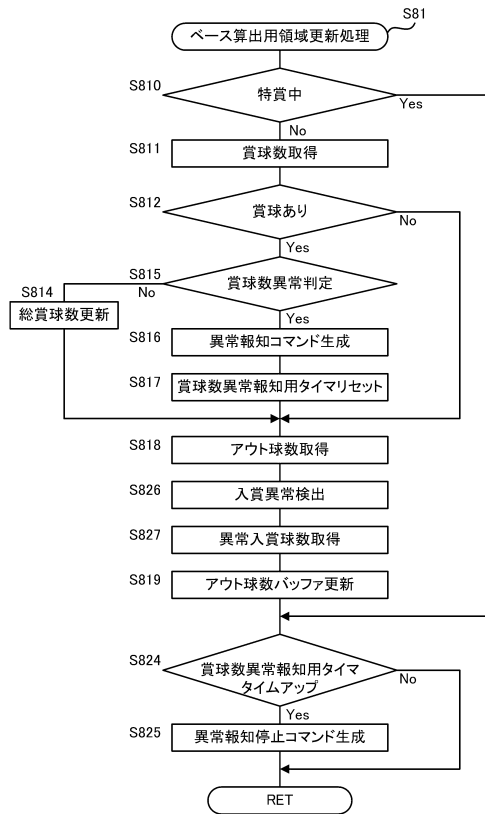 S81
ベース算出用領域更新処理
S810
特賞中
Yes
No
S811
賞球数取得
S812
賞球あり
No
Yes
S815
賞球数異常判定
No
S814
総賞球数更新
Yes
S816
異常報知コマンド生成
S817
賞球数異常報知用タイマリセット
S818
アウト球数取得
S826
入賞異常検出
S827
異常入賞球数取得
S819
アウト球数バッファ更新
S824
賞球数異常報知用タイマ
タイムアップ
No
Yes
S825
異常報知停止コマンド生成
RET